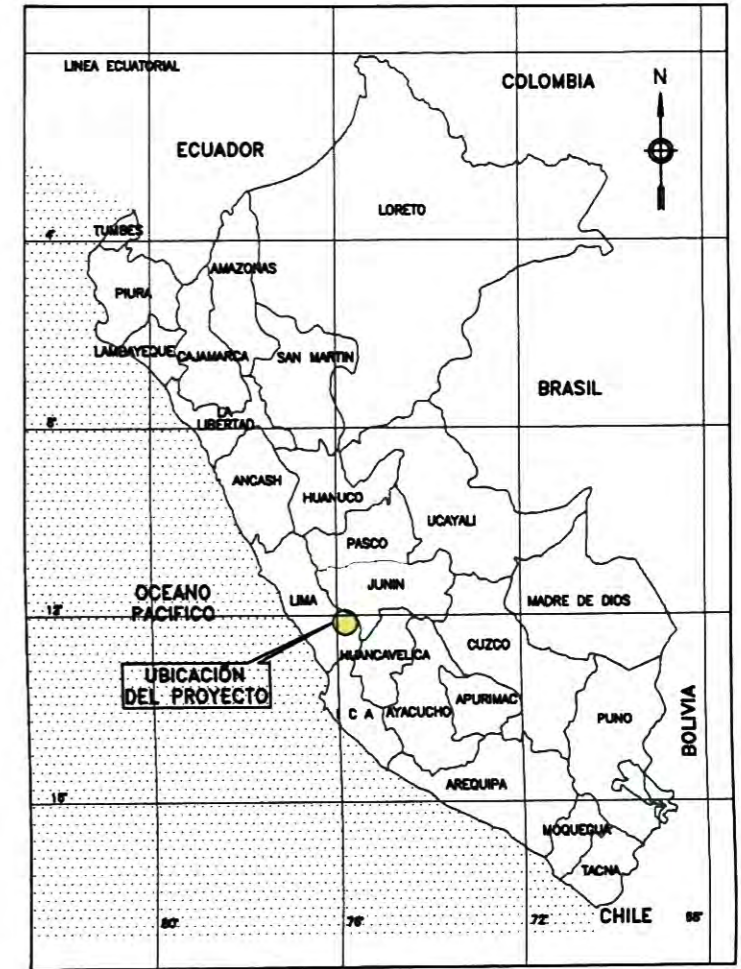 LINEA ECUATORIAL
COLOMBIA
N
ECUADOR
LORETO
TUMBES
4°
AMAZONAS
PIURA
LAMBAYEQUE
CAJAMARCA
SAN MARTIN
BRASIL
LA
LIBERTAD
8°
ANCASH
HUANUCO
UCAYALI
PASCO
JUNIN
OCEANO
PACIFICO
LIMA
MADRE DE DIOS
12°
CUZCO
HUANCAVELICA
UBICACIÓN
DEL PROYECTO
I C A
AYACUCHO
APURIMAC
PUNO
BOLIVIA
AREQUIPA
MOQUEGUA
TACNA
80°
76°
72°
CHILE